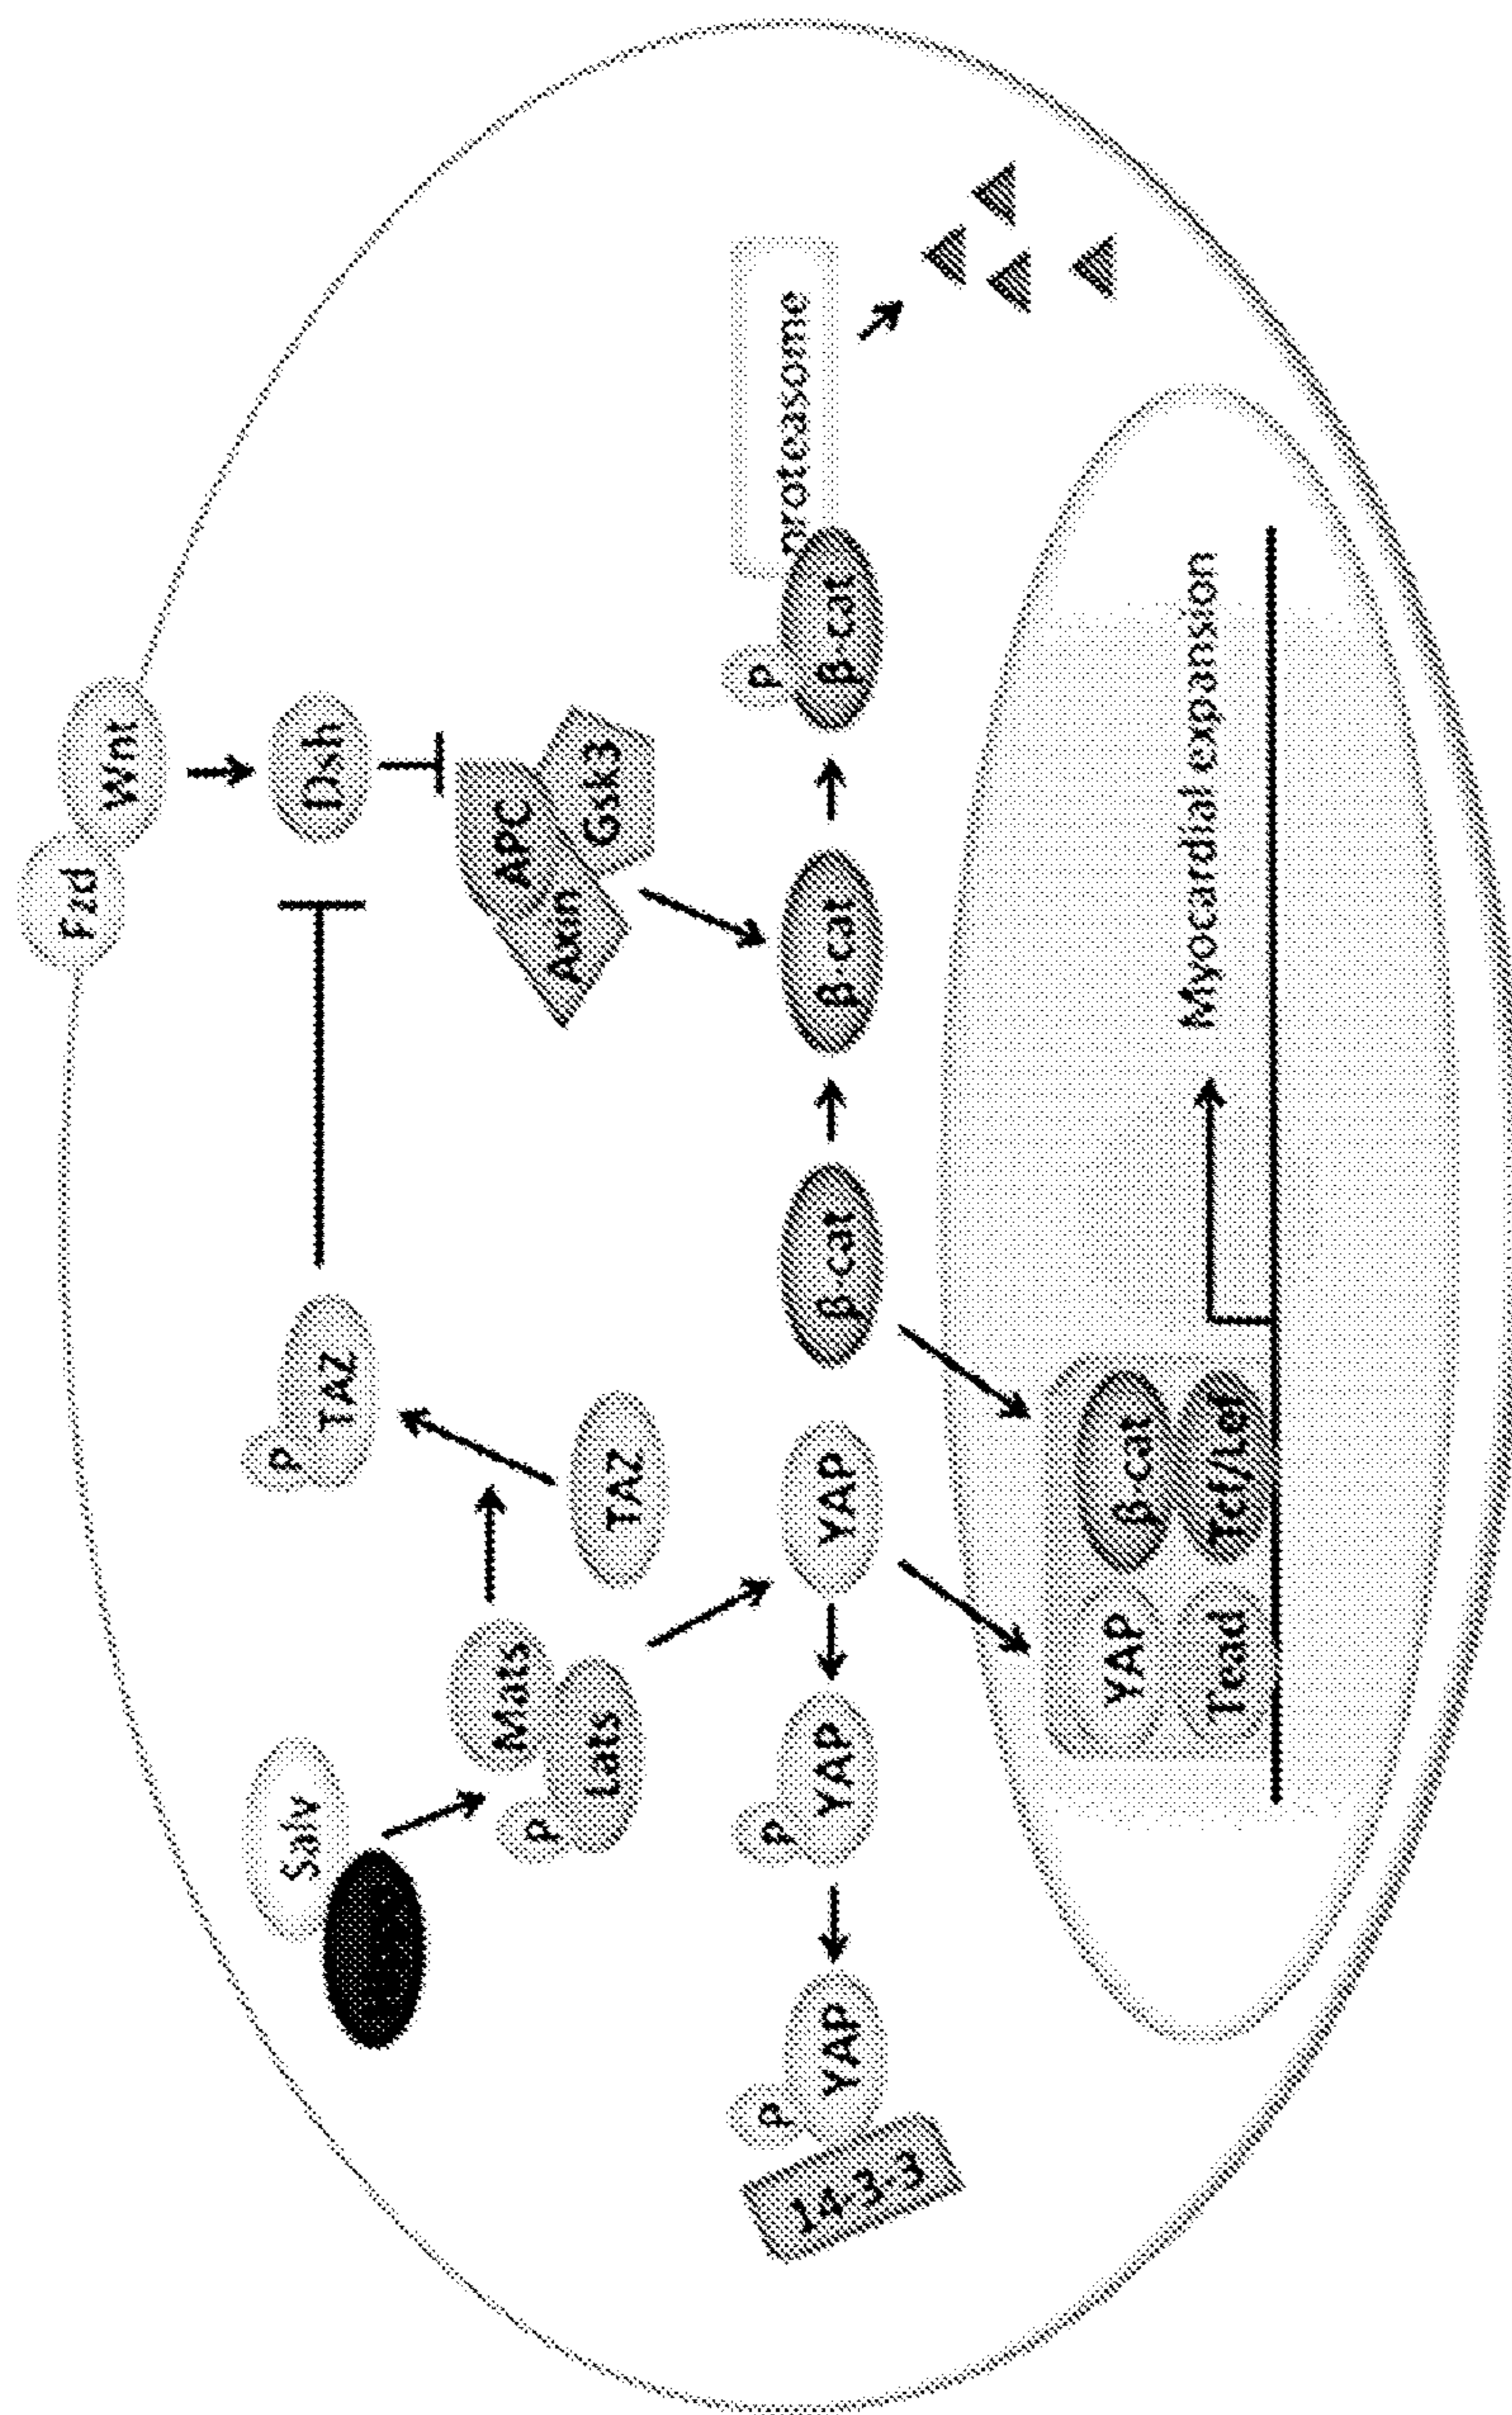 Fzd
Wnt
Salv
P
TAZ
Dsh
Mats
P
Lats
TAZ
APC
Axin
Gsk3
P
YAP
14-3-3
P
YAP
YAP
β-cat
β-cat
P
β-cat
proteasome
YAP
β-cat
Tead
Tcf/Lef
Myocardial expansion